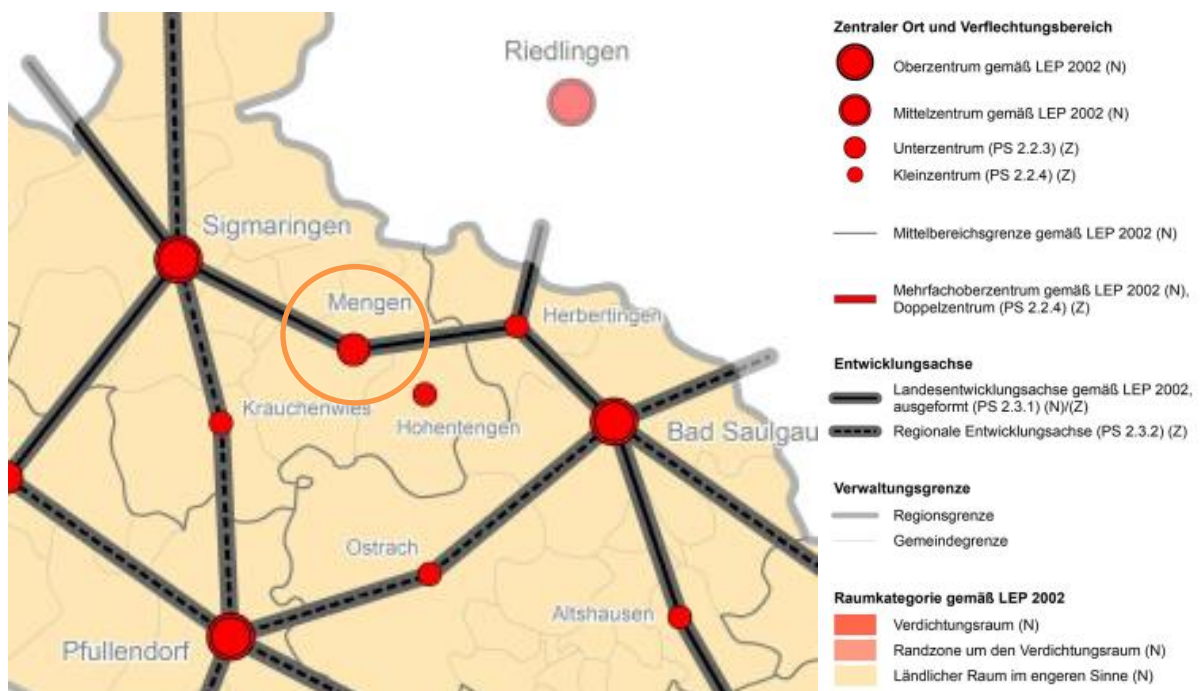 Riedlingen
Sigmaringen
Mengen
Herbertingen
Krauchenwies
Hohentengen
Bad Saulgau
Ostrach
Altshausen
Pfullendorf
Zentraler Ort und Verflechtungsbereich
Oberzentrum gemäß LEP 2002 (N)
Mittelzentrum gemäß LEP 2002 (N)
Unterzentrum (PS 2.2.3) (Z)
Kleinzentrum (PS 2.2.4) (Z)
Mittelbereichsgrenze gemäß LEP 2002 (N)
Mehrfachoberzentrum gemäß LEP 2002 (N),
Doppelzentrum (PS 2.2.4) (Z)
Entwicklungsachse
Landesentwicklungsachse gemäß LEP 2002,
ausgeformt (PS 2.3.1) (N)/(Z)
Regionale Entwicklungsachse (PS 2.3.2) (Z)
Verwaltungsgrenze
Regionsgrenze
Gemeindegrenze
Raumkategorie gemäß LEP 2002
Verdichtungsraum (N)
Randzone um den Verdichtungsraum (N)
Ländlicher Raum im engeren Sinne (N)